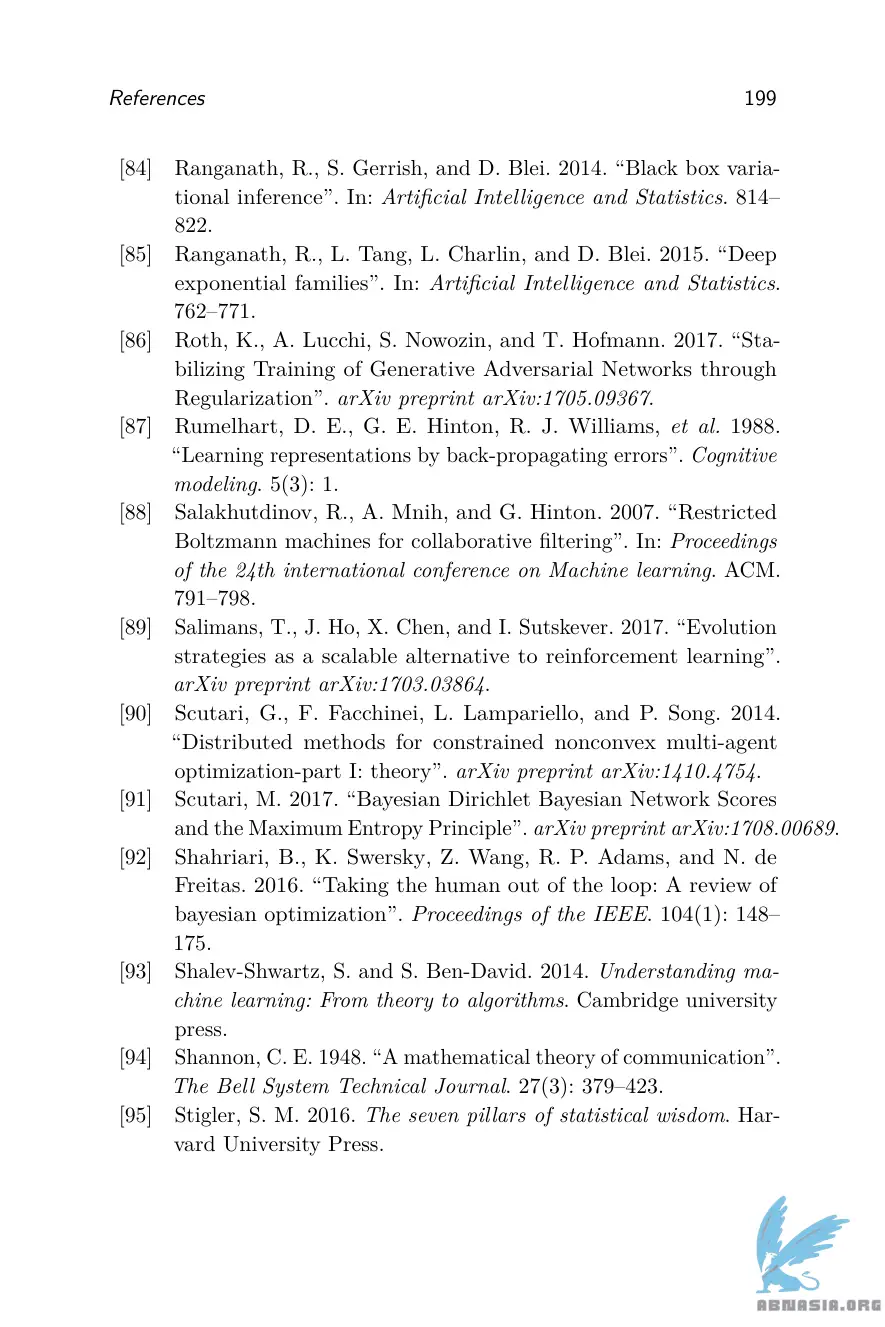 References 199
[84] Ranganath, R., S. Gerrish, and D. Blei. 2014. “Black box varia-
tional inference”. In: Artificial Intelligence and Statistics. 814–
822.
[85] Ranganath, R., L. Tang, L. Charlin, and D. Blei. 2015. “Deep
exponential families”. In: Artificial Intelligence and Statistics.
762–771.
[86] Roth, K., A. Lucchi, S. Nowozin, and T. Hofmann. 2017. “Sta-
bilizing Training of Generative Adversarial Networks through
Regularization”. arXiv preprint arXiv:1705.09367.
[87] Rumelhart, D. E., G. E. Hinton, R. J. Williams, et al. 1988.
“Learning representations by back-propagating errors”. Cognitive
modeling. 5(3): 1.
[88] Salakhutdinov, R., A. Mnih, and G. Hinton. 2007. “Restricted
Boltzmann machines for collaborative filtering”. In: Proceedings
of the 24th international conference on Machine learning. ACM.
791–798.
[89] Salimans, T., J. Ho, X. Chen, and I. Sutskever. 2017. “Evolution
strategies as a scalable alternative to reinforcement learning”.
arXiv preprint arXiv:1703.03864.
[90] Scutari, G., F. Facchinei, L. Lampariello, and P. Song. 2014.
“Distributed methods for constrained nonconvex multi-agent
optimization-part I: theory”. arXiv preprint arXiv:1410.4754.
[91] Scutari, M. 2017. “Bayesian Dirichlet Bayesian Network Scores
and the Maximum Entropy Principle”. arXiv preprint arXiv:1708.00689.
[92] Shahriari, B., K. Swersky, Z. Wang, R. P. Adams, and N. de
Freitas. 2016. “Taking the human out of the loop: A review of
bayesian optimization”. Proceedings of the IEEE. 104(1): 148–
175.
[93] Shalev-Shwartz, S. and S. Ben-David. 2014. Understanding ma-
chine learning: From theory to algorithms. Cambridge university
press.
[94] Shannon, C. E. 1948. “A mathematical theory of communication”.
The Bell System Technical Journal. 27(3): 379–423.
[95] Stigler, S. M. 2016. The seven pillars of statistical wisdom. Har-
vard University Press.
ABNASIA.ORG